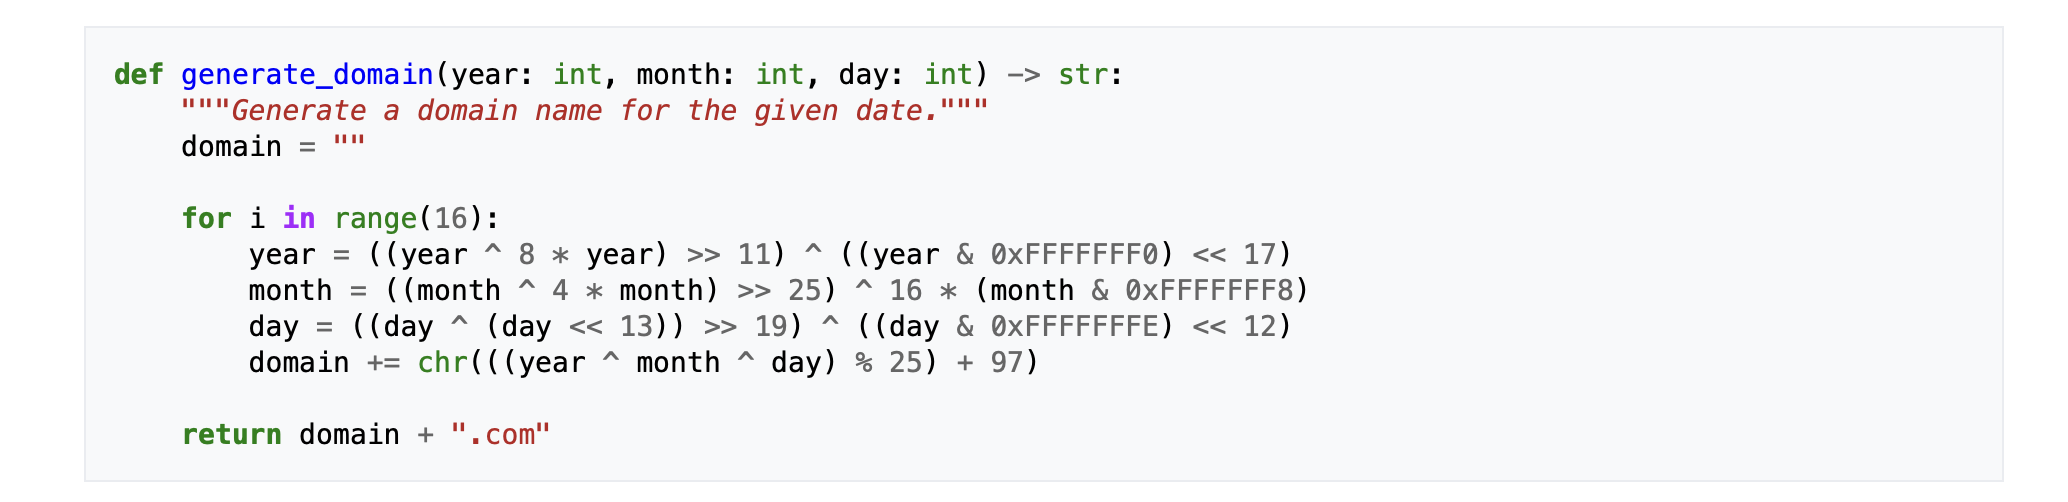 def generate_domain(year: int, month: int, day: int) -> str:
    """Generate a domain name for the given date."""
    domain = ""

    for i in range(16):
        year = ((year ^ 8 * year) >> 11) ^ ((year & 0xFFFFFFF0) << 17)
        month = ((month ^ 4 * month) >> 25) ^ 16 * (month & 0xFFFFFFF8)
        day = ((day ^ (day << 13)) >> 19) ^ ((day & 0xFFFFFFFE) << 12)
        domain += chr(((year ^ month ^ day) % 25) + 97)

    return domain + ".com"